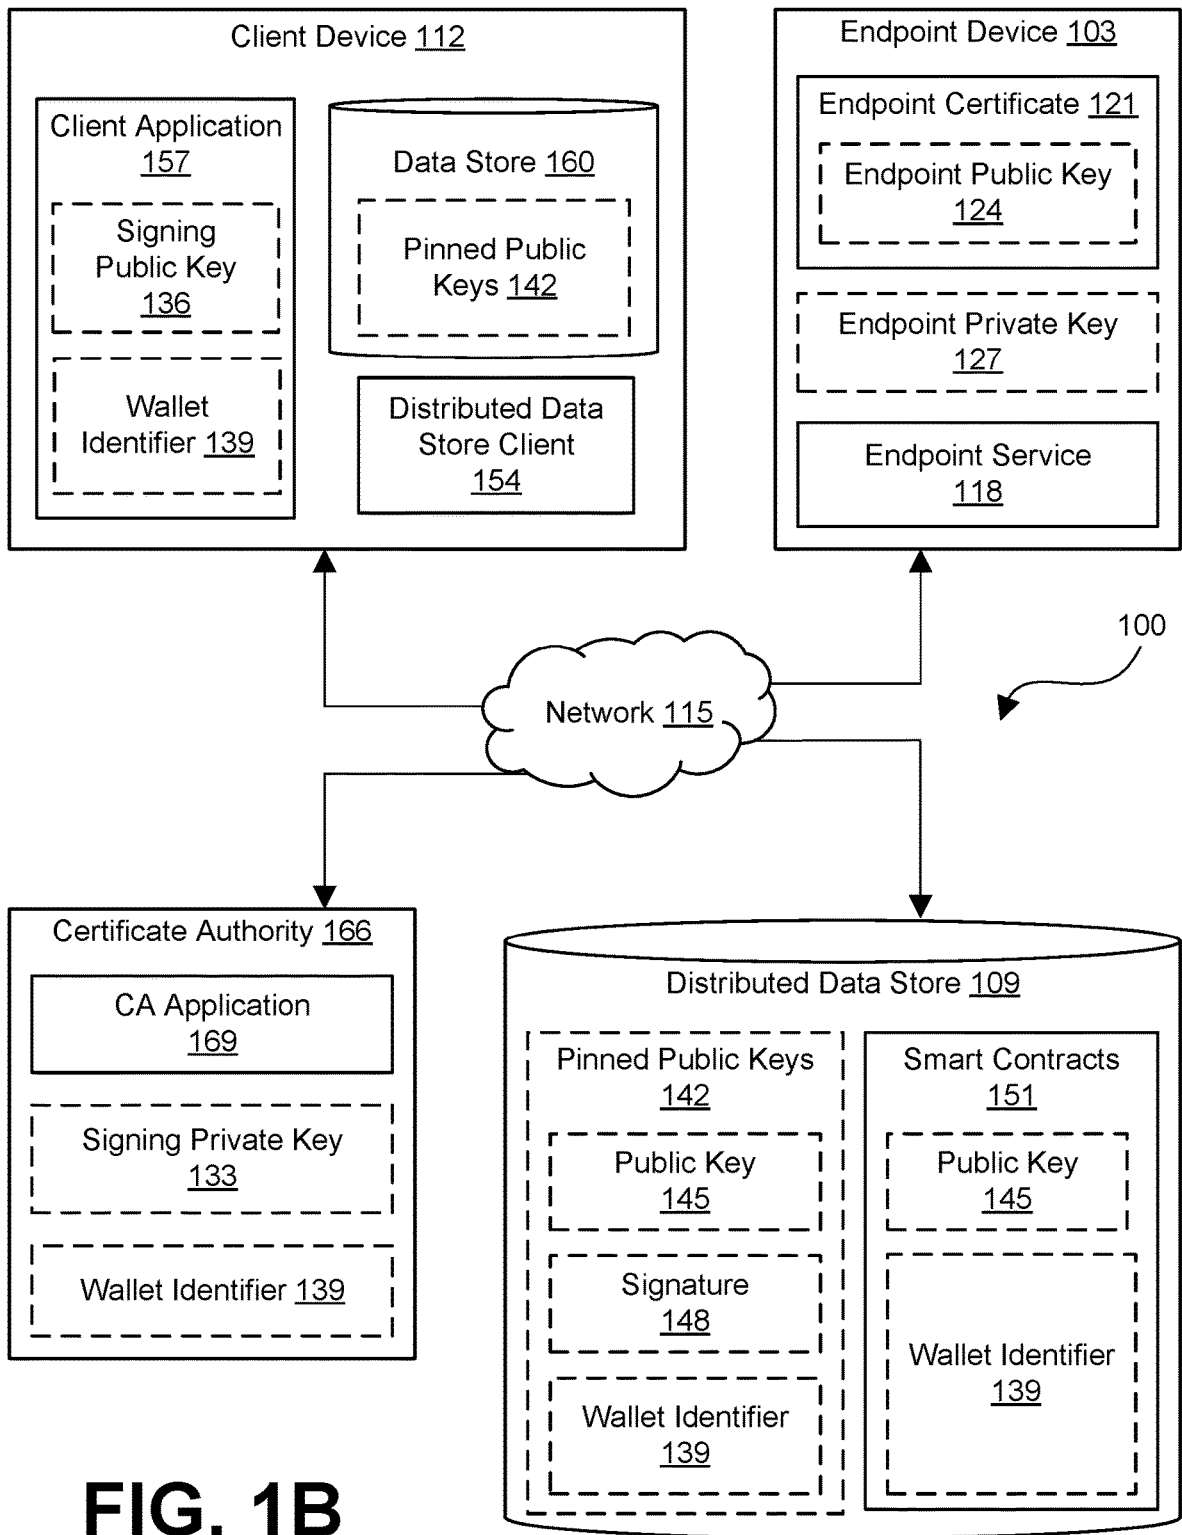 Client Device 112
Client Application
157
Signing
Public Key
136
Wallet
Identifier 139
Data Store 160
Pinned Public
Keys 142
Distributed Data
Store Client
154
Endpoint Device 103
Endpoint Certificate 121
Endpoint Public Key
124
Endpoint Private Key
127
Endpoint Service
118
100
Network 115
Certificate Authority 166
CA Application
169
Signing Private Key
133
Wallet Identifier 139
Distributed Data Store 109
Pinned Public Keys
142
Public Key
145
Signature
148
Wallet Identifier
139
Smart Contracts
151
Public Key
145
Wallet Identifier
139
FIG. 1B